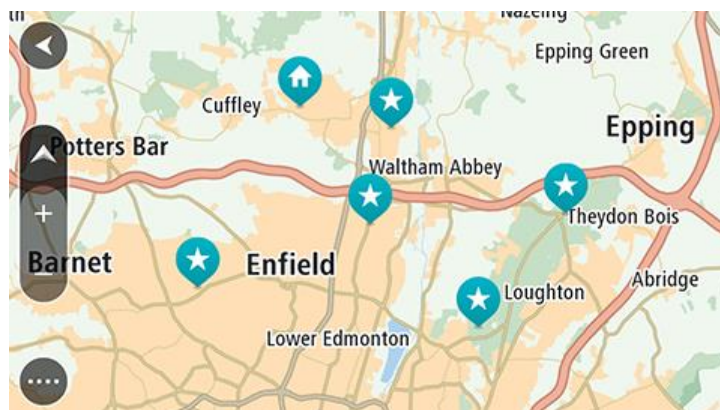 Nazeing
Epping Green
Cuffley
Epping
Potters Bar
Waltham Abbey
Theydon Bois
Barnet
Enfield
Loughton
Abridge
Lower Edmonton